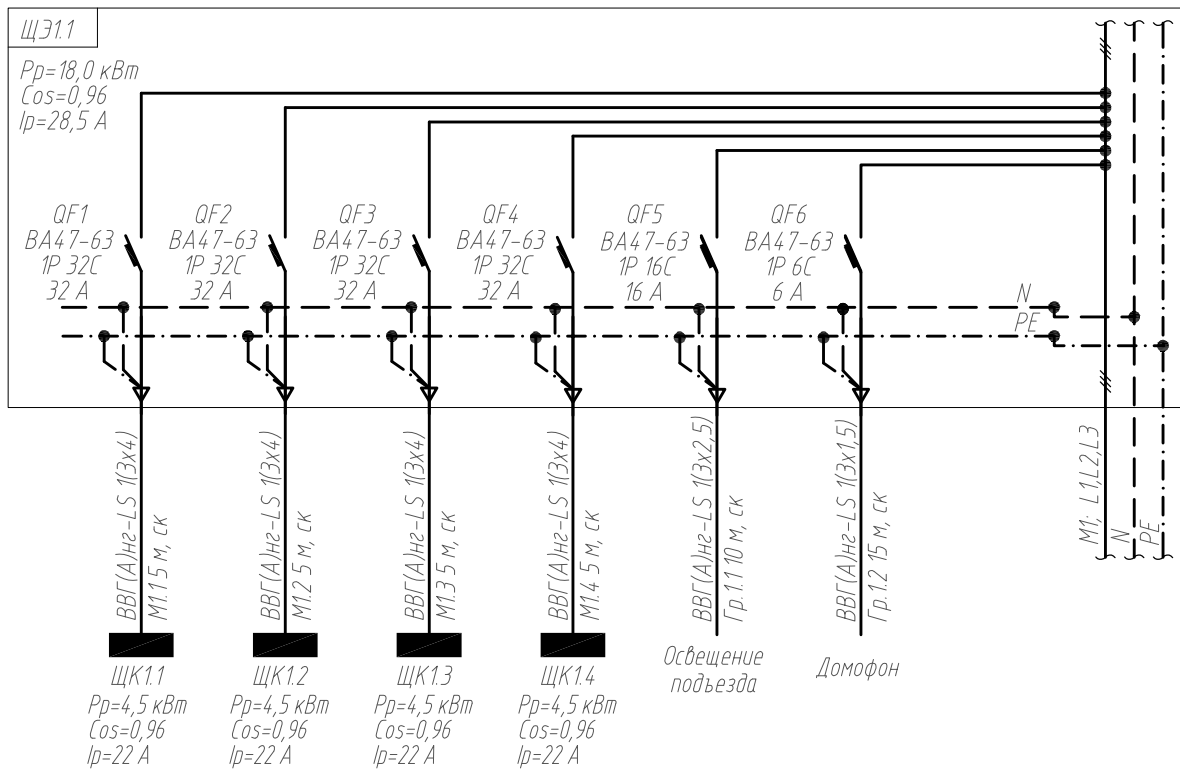 ЩЭ1.1
Рр=18,0 кВт
Cos=0,96
Iр=28,5 А
QF1
ВА47-63
1Р 32С
32 А
QF2
ВА47-63
1Р 32С
32 А
QF3
ВА47-63
1Р 32С
32 А
QF4
ВА47-63
1Р 32С
32 А
QF5
ВА47-63
1Р 16С
16 А
QF6
ВА47-63
1Р 6С
6 А
N
PE
ВВГ(А)нг-LS 1(3х4)
М1.1 5 м, ск
ВВГ(А)нг-LS 1(3х4)
М1.2 5 м, ск
ВВГ(А)нг-LS 1(3х4)
М1.3 5 м, ск
ВВГ(А)нг-LS 1(3х4)
М1.4 5 м, ск
ВВГ(А)нг-LS 1(3х2,5)
Гр.1.1 10 м, ск
ВВГ(А)нг-LS 1(3х1,5)
Гр.1.2 15 м, ск
М1; L1,L2,L3
N
PE
ЩК1.1
Рр=4,5 кВт
Cos=0,96
Iр=22 А
ЩК1.2
Рр=4,5 кВт
Cos=0,96
Iр=22 А
ЩК1.3
Рр=4,5 кВт
Cos=0,96
Iр=22 А
ЩК1.4
Рр=4,5 кВт
Cos=0,96
Iр=22 А
Освещение
подъезда
Домофон